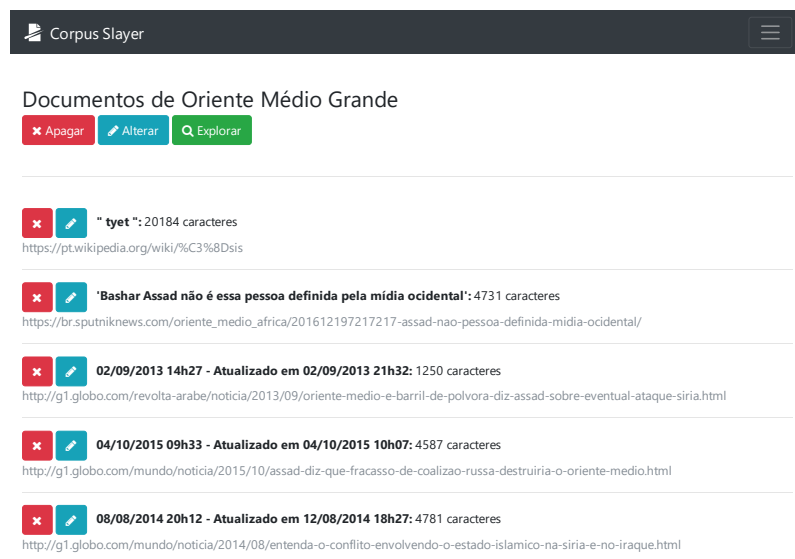 Corpus Slayer
Documentos de Oriente Médio Grande
Apagar Alterar Explorar
" tyet ": 20184 caracteres
https://pt.wikipedia.org/wiki/%C3%8Dsis
'Bashar Assad não é essa pessoa definida pela mídia ocidental': 4731 caracteres
https://br.sputniknews.com/oriente_medio_africa/201612197217217-assad-nao-pessoa-definida-midia-ocidental/
02/09/2013 14h27 - Atualizado em 02/09/2013 21h32: 1250 caracteres
http://g1.globo.com/revolta-arabe/noticia/2013/09/oriente-medio-e-barril-de-polvora-diz-assad-sobre-eventual-ataque-siria.html
04/10/2015 09h33 - Atualizado em 04/10/2015 10h07: 4587 caracteres
http://g1.globo.com/mundo/noticia/2015/10/assad-diz-que-fracasso-de-coalizao-russa-destruiria-o-oriente-medio.html
08/08/2014 20h12 - Atualizado em 12/08/2014 18h27: 4781 caracteres
http://g1.globo.com/mundo/noticia/2014/08/entenda-o-conflito-envolvendo-o-estado-islamico-na-siria-e-no-iraque.html